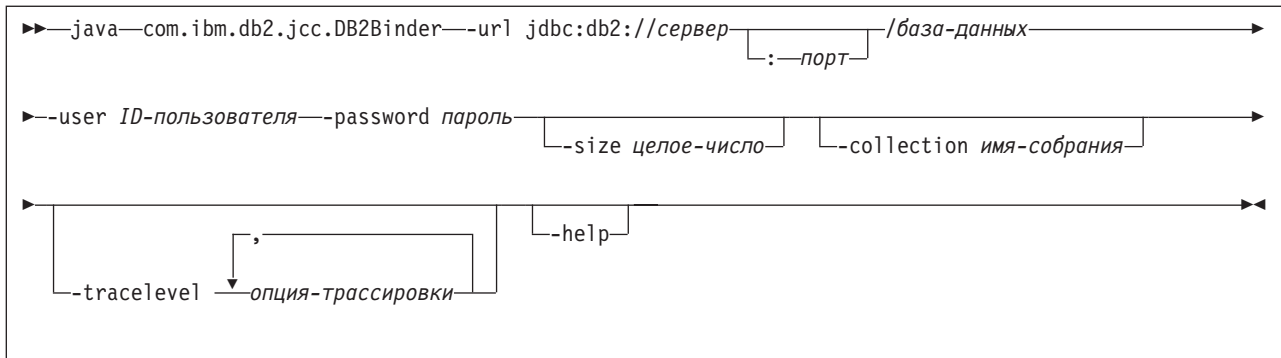 java com.ibm.db2.jcc.DB2Binder -url jdbc:db2://сервер /база-данных
: порт
-user ID-пользователя -password пароль
-size целое-число -collection имя-собрания
,
-help
-tracelevel опция-трассировки